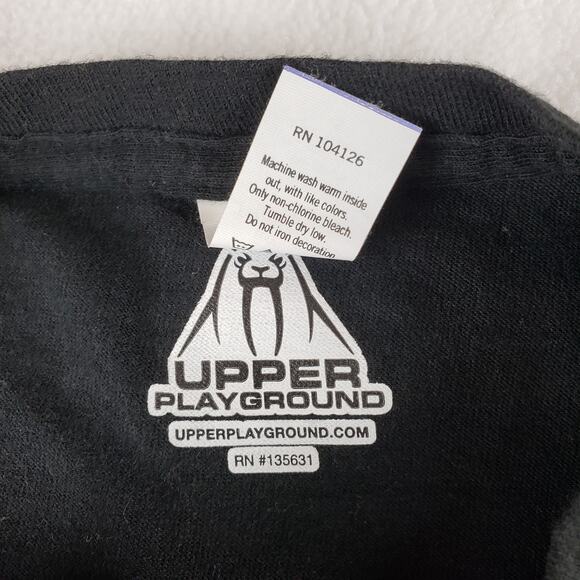 RN 104126
Machine wash warm inside
out, with like colors.
Only non-chlorine bleach.
Tumble dry low.
Do not iron decoration
UPPER
PLAYGROUND
UPPERPLAYGROUND.COM
RN #135631